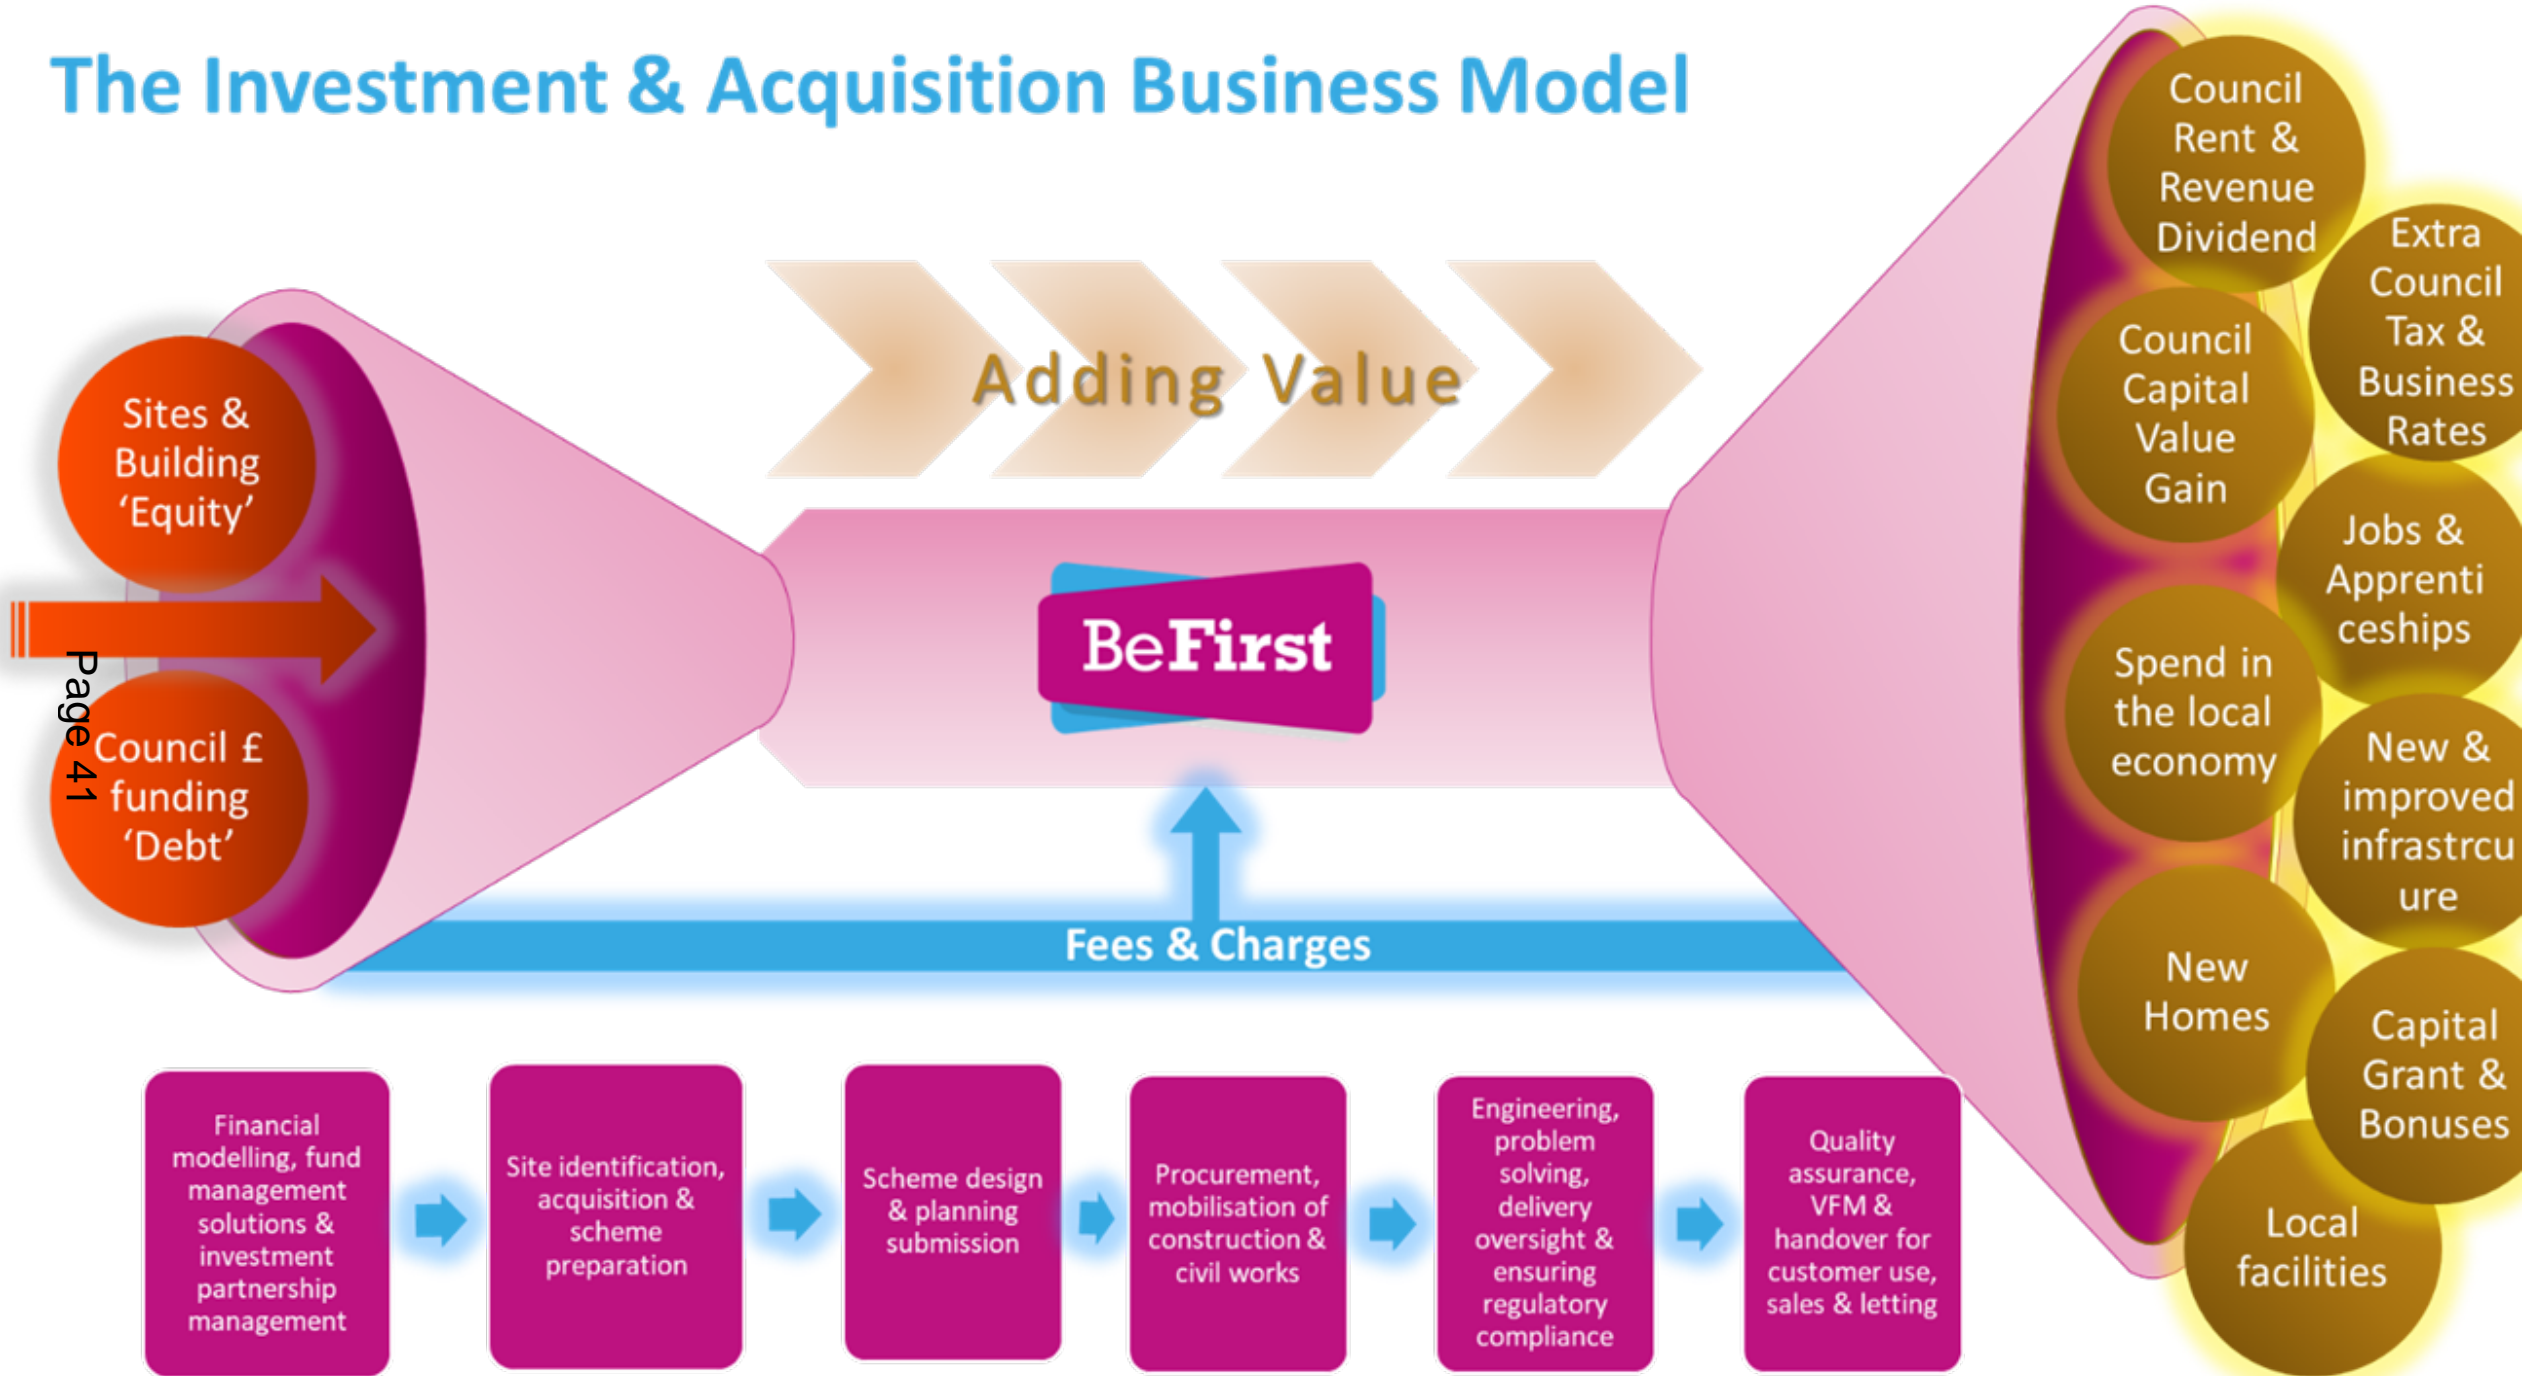 The Investment & Acquisition Business Model
Sites &
Building
‘Equity’
Page 41
Council £
funding
‘Debt’
Adding Value
BeFirst
Fees & Charges
Council
Rent &
Revenue
Dividend
Extra
Council
Tax &
Business
Rates
Council
Capital
Value
Gain
Jobs &
Apprenti
ceships
Spend in
the local
economy
New &
improved
infrastrcu
ure
New
Homes
Capital
Grant &
Bonuses
Local
facilities
Financial
modelling, fund
management
solutions &
investment
partnership
management
Site identification,
acquisition &
scheme
preparation
Scheme design
& planning
submission
Procurement,
mobilisation of
construction &
civil works
Engineering,
problem
solving,
delivery
oversight &
ensuring
regulatory
compliance
Quality
assurance,
VFM &
handover for
customer use,
sales & letting